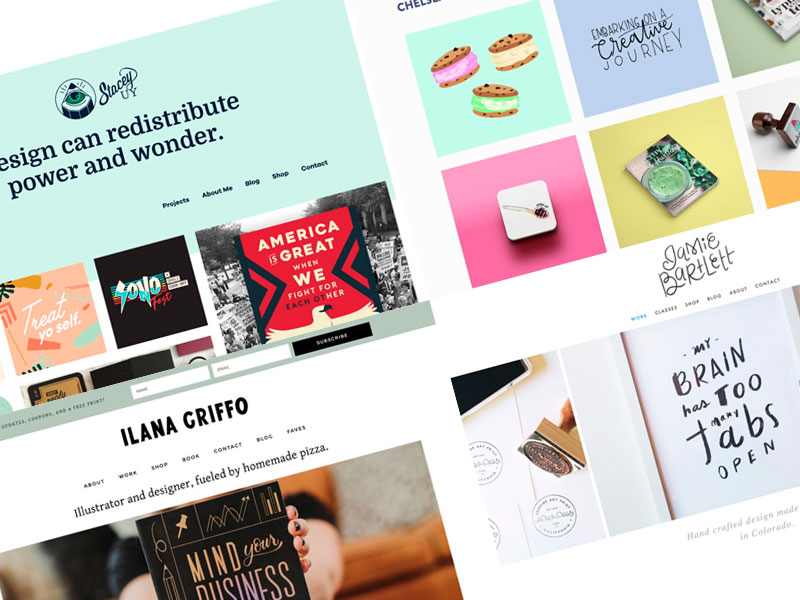 Stacey
UY
esign can redistribute
power and wonder.
Projects About Me Blog Shop Contact
Treat
yo self.
SONO
Fest
AMERICA
IS GREAT
WHEN
WE
FIGHT FOR
EACH OTHER
UPDATES, COUPONS, AND A FREE PRINT!
NAME
EMAIL
SUBSCRIBE
ILANA GRIFFO
ABOUT WORK SHOP BOOK CONTACT BLOG FAVES
Illustrator and designer, fueled by homemade pizza.
MIND your
BUSINESS
CHELSEA
EMBARKING ON A
Creative
JOURNEY
JAMIE
BARTLETT
WORK CLASSES SHOP BLOG ABOUT CONTACT
- MY -
BRAIN
has TOO
many
tabs
OPEN
Hand crafted design made
in Colorado.